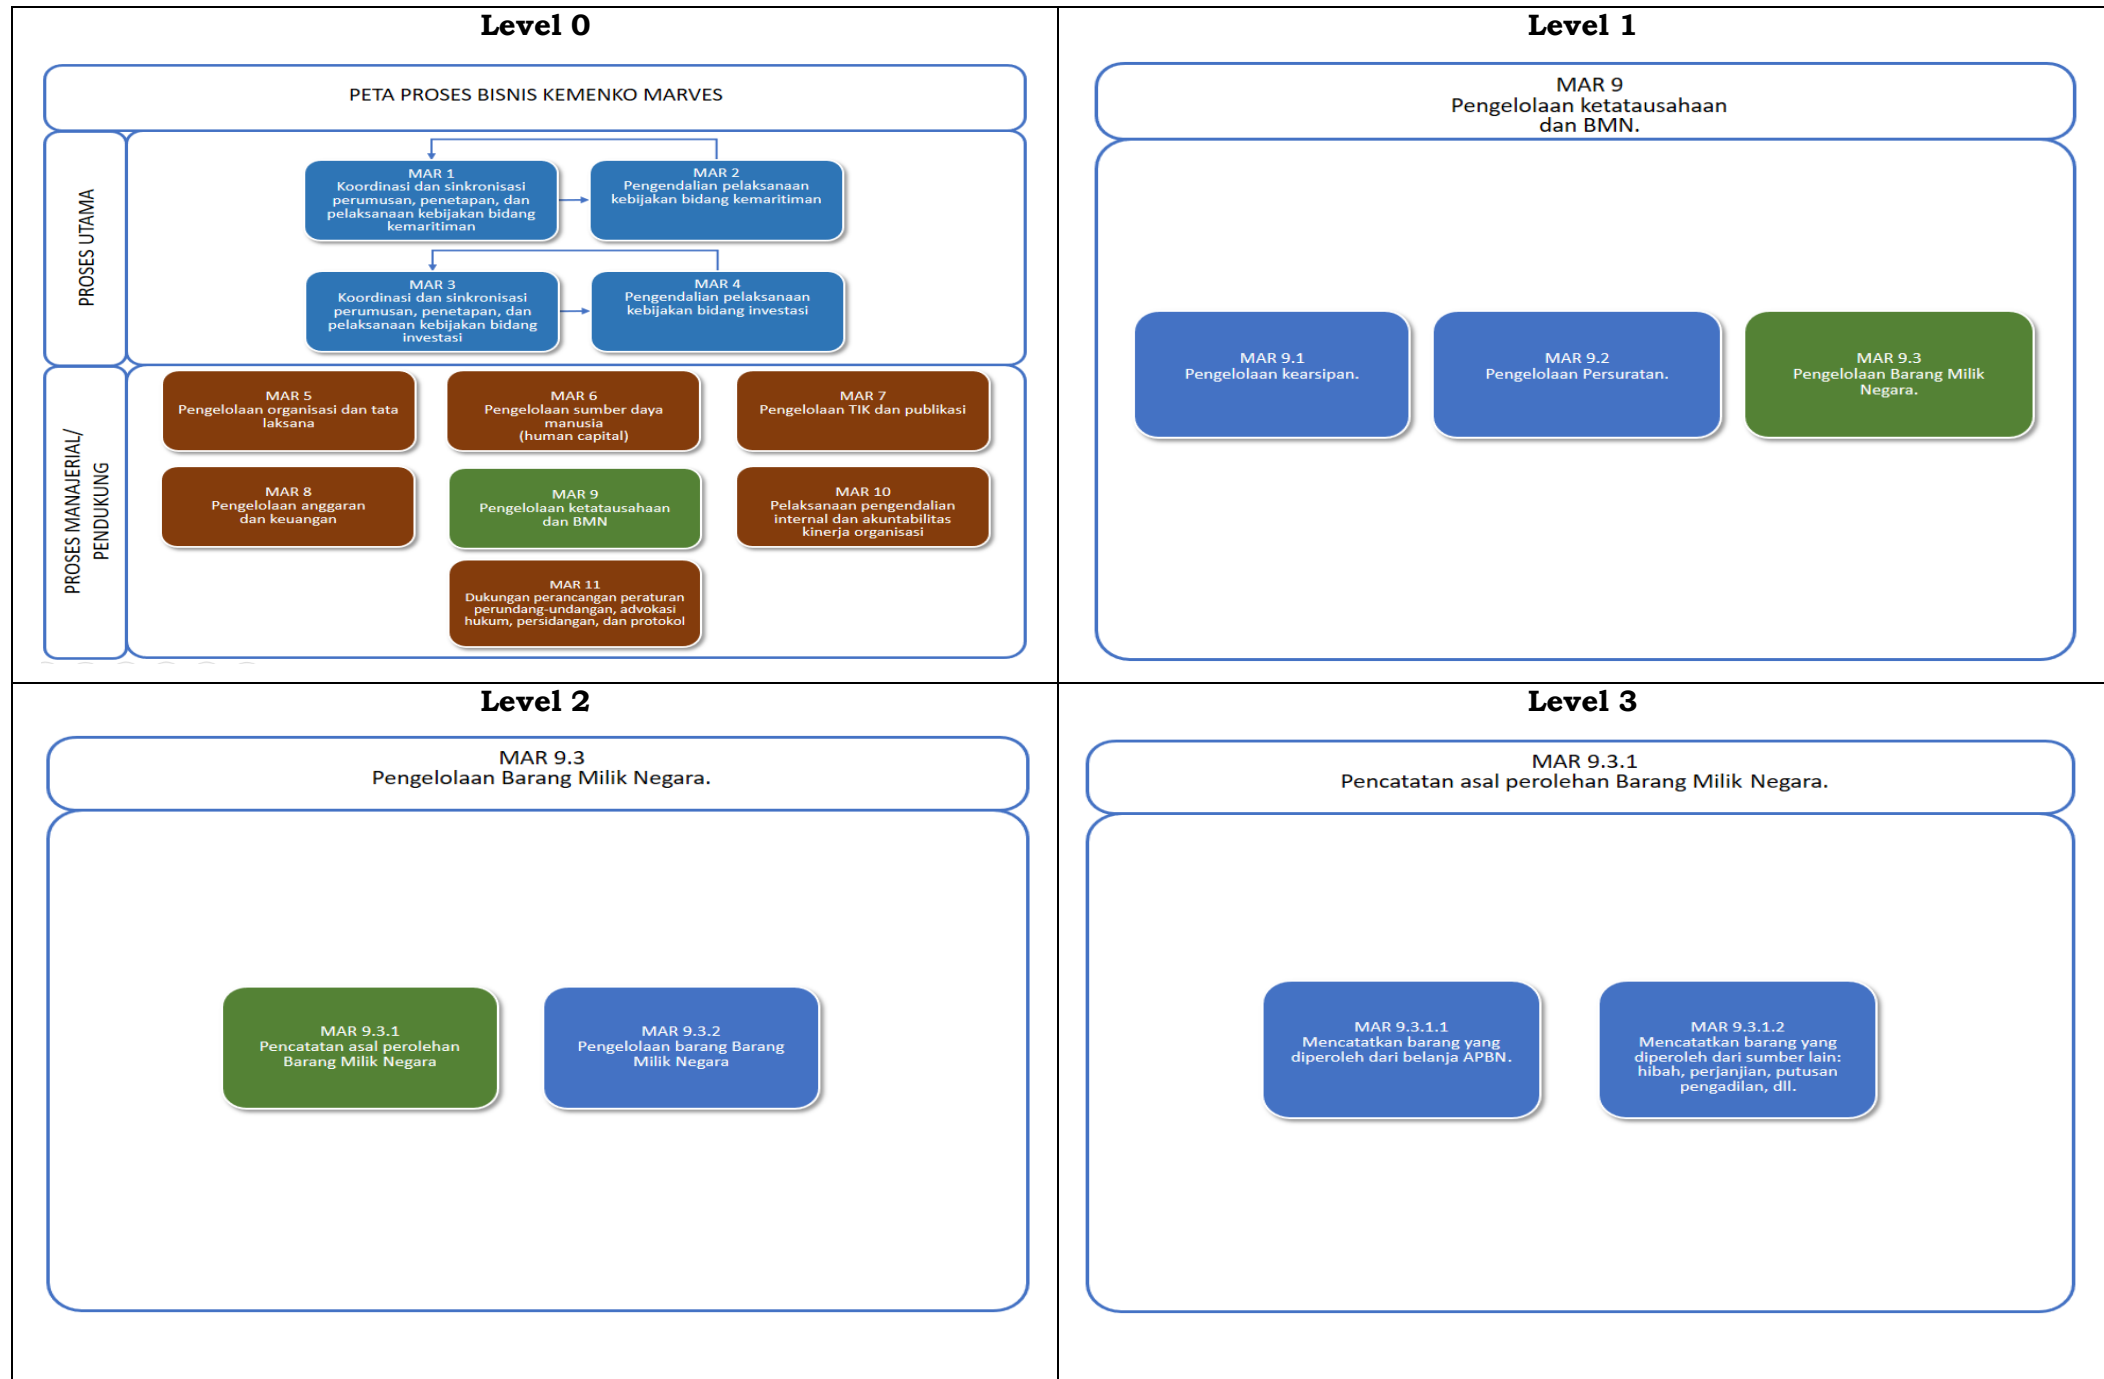 Level 0
PETA PROSES BISNIS KEMENKO MARVES
PROSES UTAMA
MAR 1
Koordinasi dan sinkronisasi
perumusan, penetapan, dan
pelaksanaan kebijakan bidang
kemaritiman
MAR 2
Pengendalian pelaksanaan
kebijakan bidang kemaritiman
MAR 3
Koordinasi dan sinkronisasi
perumusan, penetapan, dan
pelaksanaan kebijakan bidang
investasi
MAR 4
Pengendalian pelaksanaan
kebijakan bidang investasi
PROSES MANAJERIAL/
PENDUKUNG
MAR 5
Pengelolaan organisasi dan tata
laksana
MAR 6
Pengelolaan sumber daya
manusia
(human capital)
MAR 7
Pengelolaan TIK dan publikasi
MAR 8
Pengelolaan anggaran
dan keuangan
MAR 9
Pengelolaan ketatausahaan
dan BMN
MAR 10
Pelaksanaan pengendalian
internal dan akuntabilitas
kinerja organisasi
MAR 11
Dukungan perancangan peraturan
perundang-undangan, advokasi
hukum, persidangan, dan protokol
Level 1
MAR 9
Pengelolaan ketatausahaan
dan BMN.
MAR 9.1
Pengelolaan kearsipan.
MAR 9.2
Pengelolaan Persuratan.
MAR 9.3
Pengelolaan Barang Milik
Negara.
Level 2
MAR 9.3
Pengelolaan Barang Milik Negara.
MAR 9.3.1
Pencatatan asal perolehan
Barang Milik Negara
MAR 9.3.2
Pengelolaan barang Barang
Milik Negara
Level 3
MAR 9.3.1
Pencatatan asal perolehan Barang Milik Negara.
MAR 9.3.1.1
Mencatatkan barang yang
diperoleh dari belanja APBN.
MAR 9.3.1.2
Mencatatkan barang yang
diperoleh dari sumber lain:
hibah, perjanjian, putusan
pengadilan, dll.